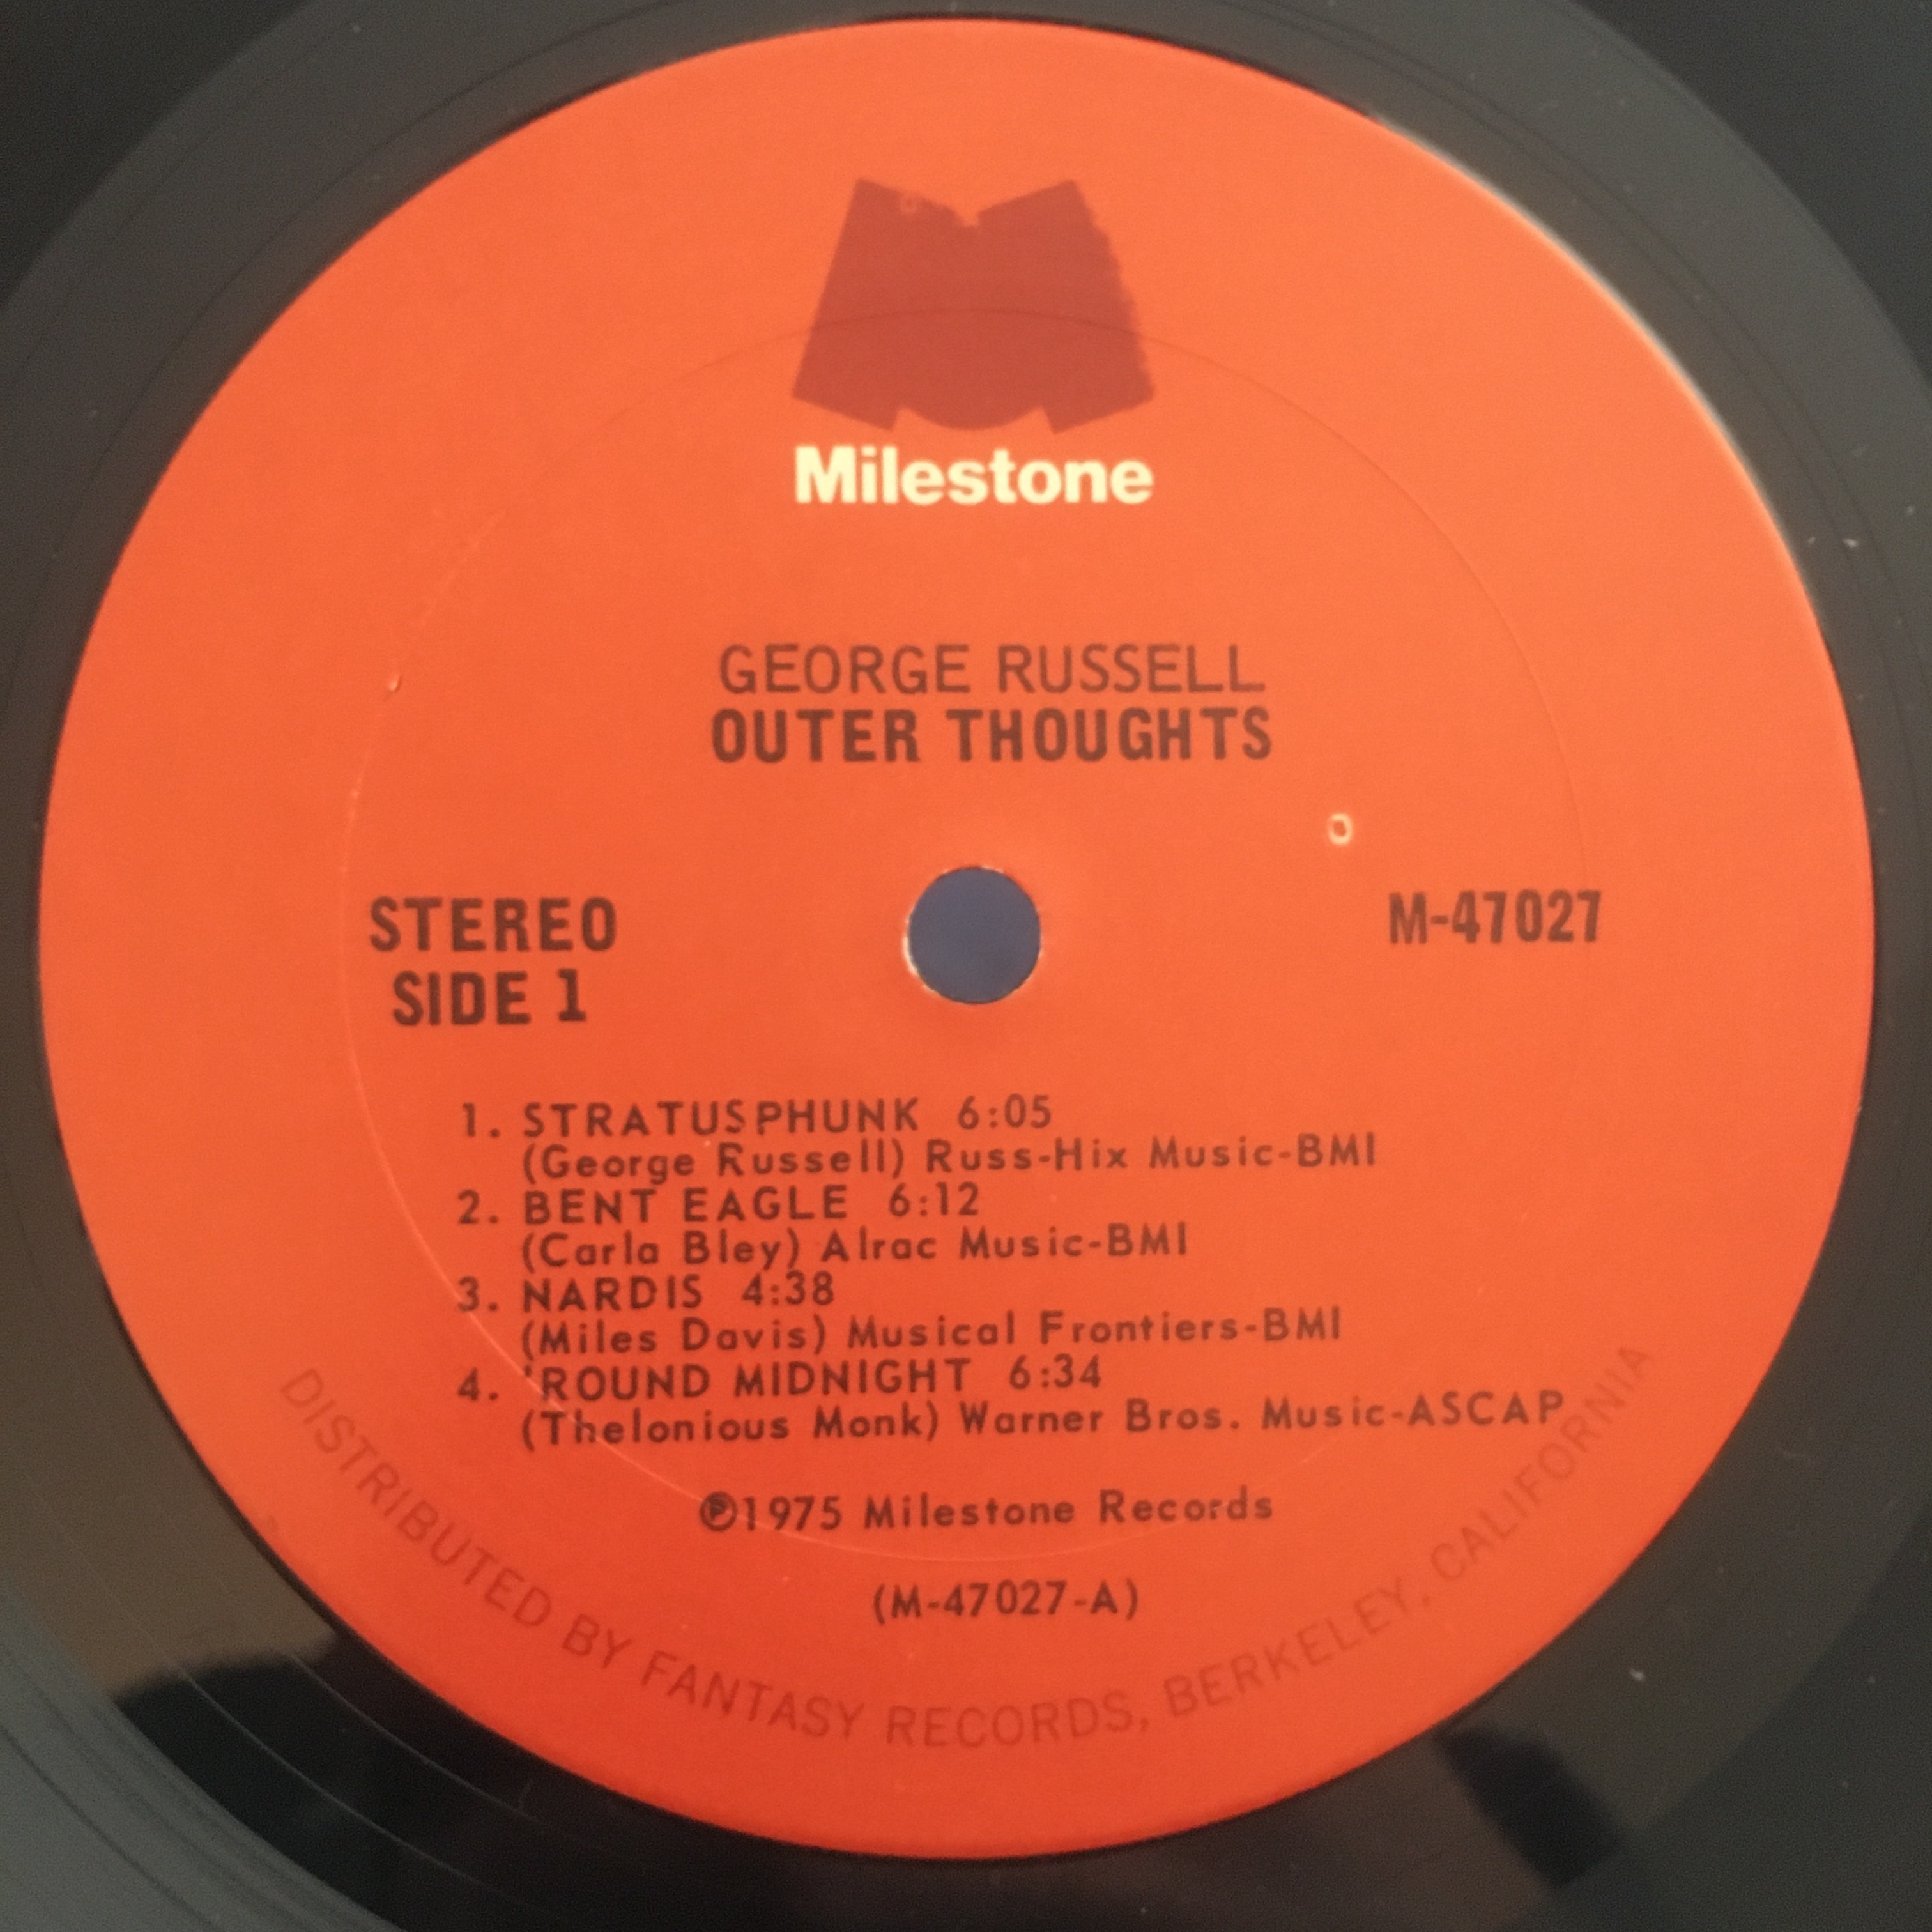 Milestone
GEORGE RUSSELL
OUTER THOUGHTS
STEREO
SIDE 1
M-47027
1. STRATUSPHUNK 6:05
(George Russell) Russ-Hix Music-BMI
2. BENT EAGLE 6:12
(Carla Bley) Alrac Music-BMI
3. NARDIS 4:38
(Miles Davis) Musical Frontiers-BMI
4. 'ROUND MIDNIGHT 6:34
(Thelonious Monk) Warner Bros. Music-ASCAP
℗1975 Milestone Records
(M-47027-A)
DISTRIBUTED BY FANTASY RECORDS, BERKELEY, CALIFORNIA